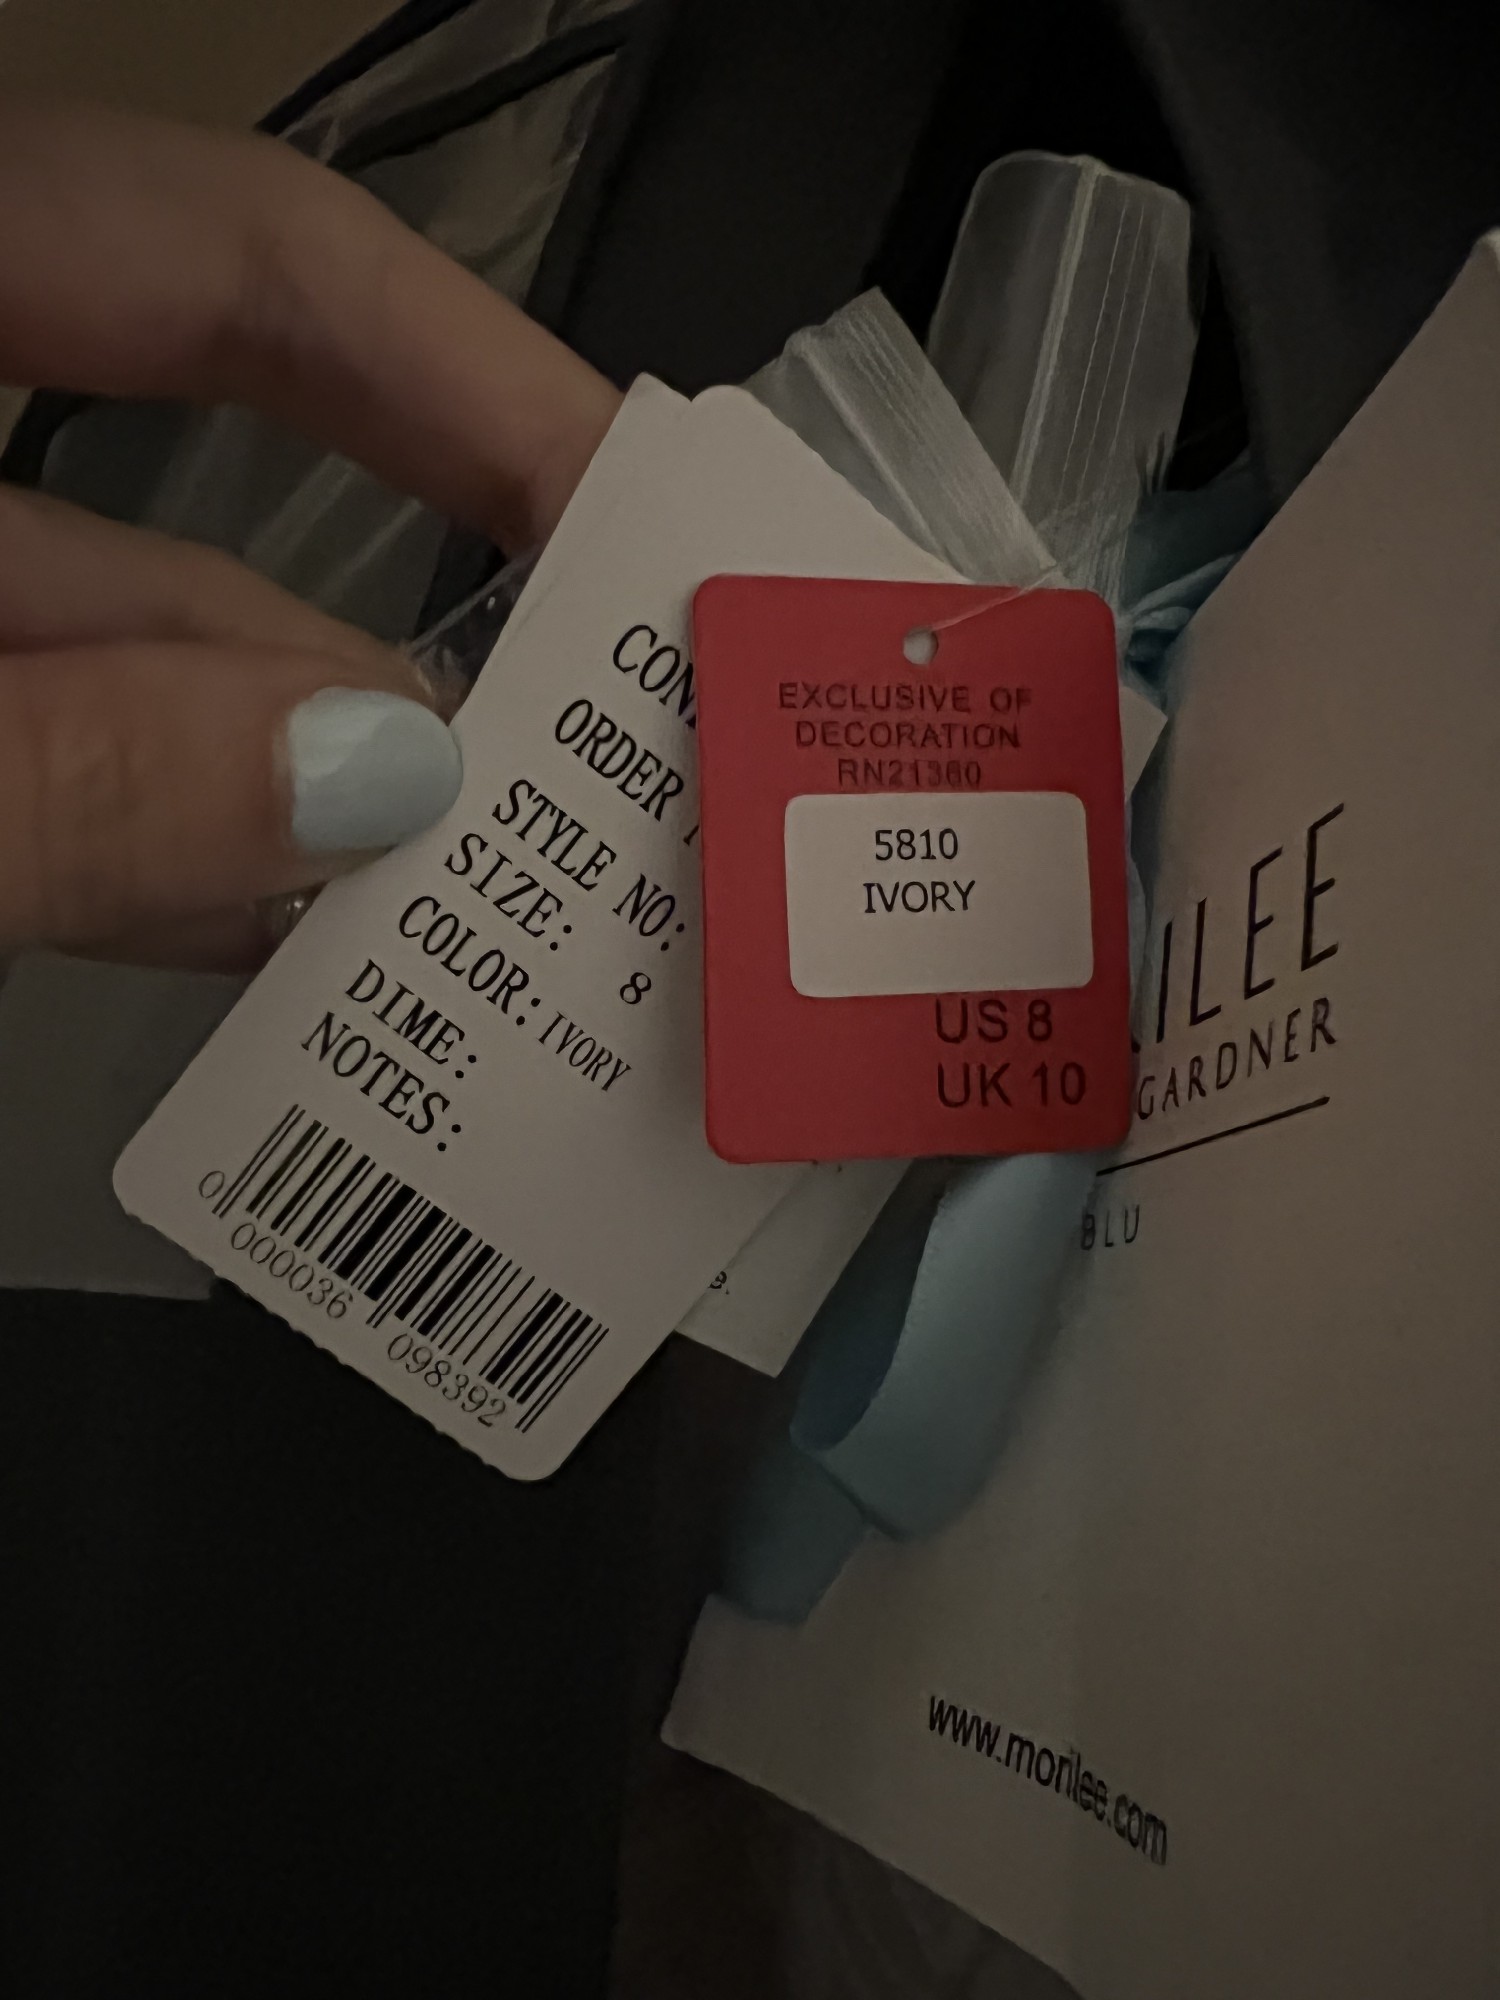 ORDER
STYLE NO:
SIZE: 8
COLOR: IVORY
DIME:
NOTES:
0 000036 098392
EXCLUSIVE OF
DECORATION
RN21360
5810
IVORY
US 8
UK 10
GARDNER
BLU
www.morilee.com